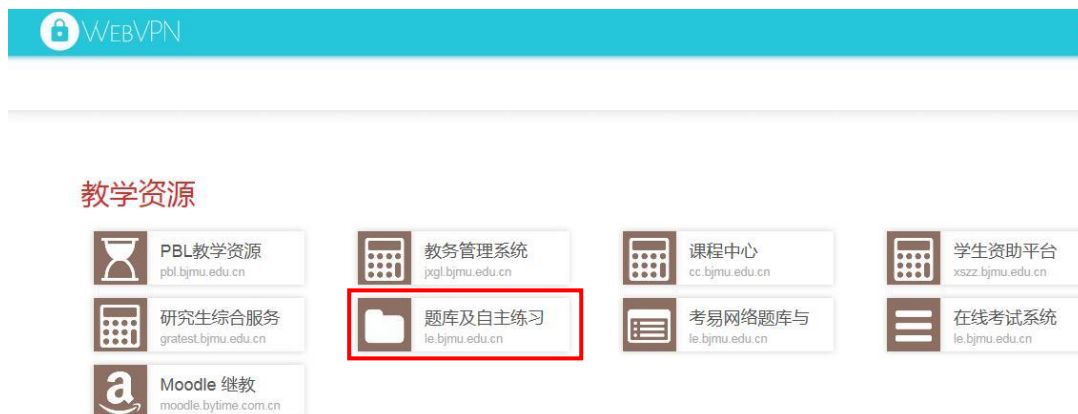 WEBVPN
教学资源
PBL教学资源
pbl.bjmu.edu.cn
教务管理系统
jxgl.bjmu.edu.cn
课程中心
cc.bjmu.edu.cn
学生资助平台
xszz.bjmu.edu.cn
研究生综合服务
gratest.bjmu.edu.cn
题库及自主练习
le.bjmu.edu.cn
考易网络题库与
le.bjmu.edu.cn
在线考试系统
le.bjmu.edu.cn
Moodle 继教
moodle.bytime.com.cn